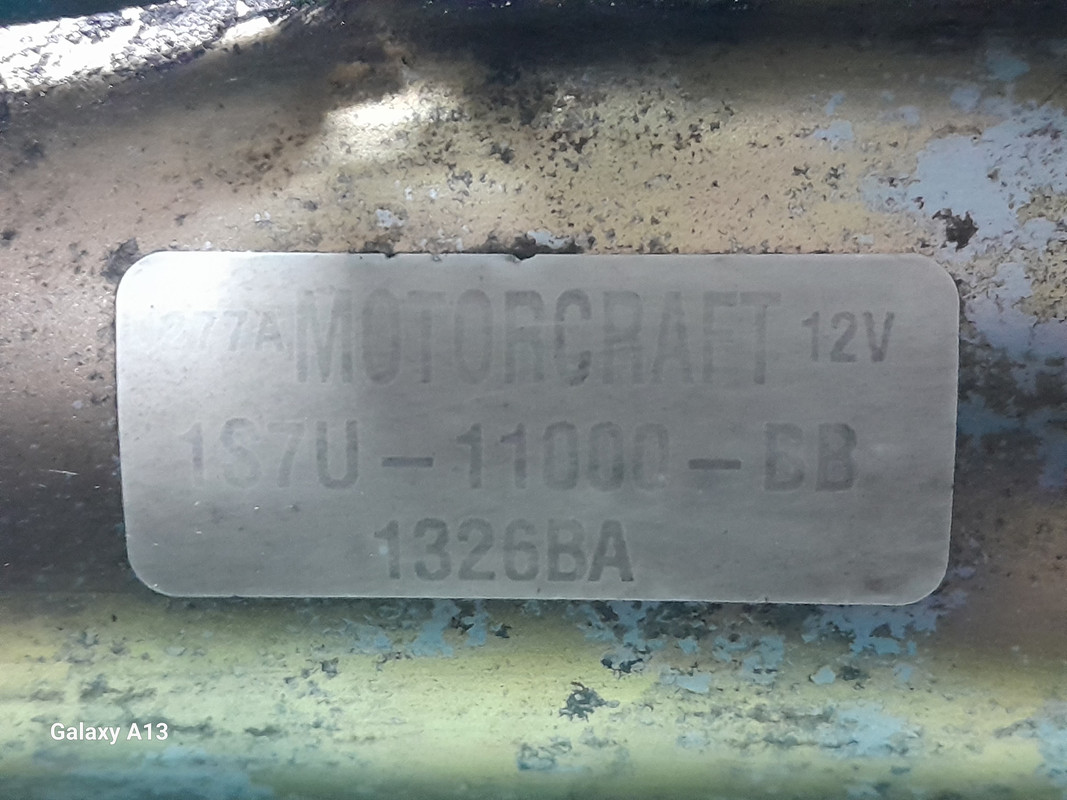 277A MOTORCRAFT 12V
1S7U-11000-BB
1326BA
Galaxy A13